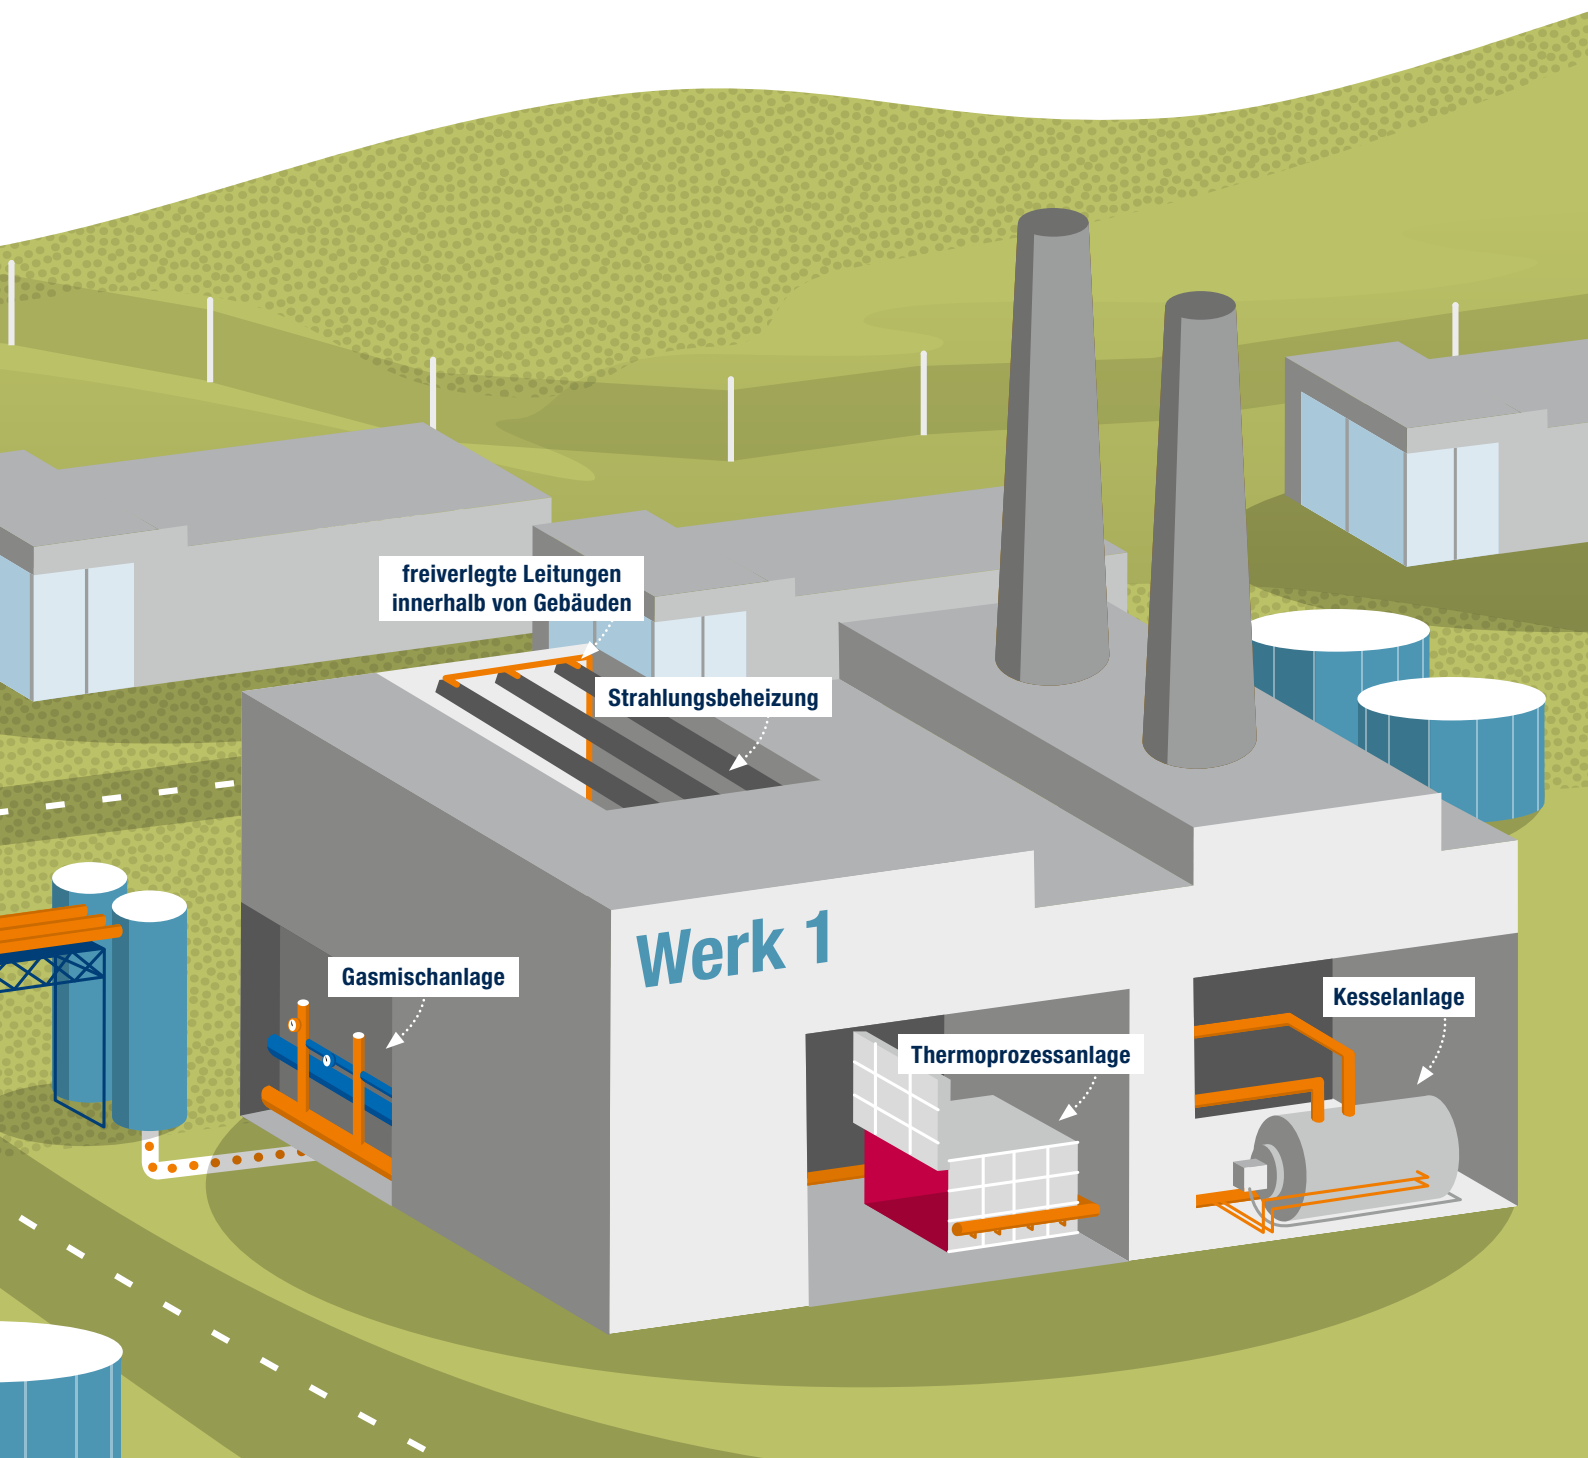 freiverlegte Leitungen
innerhalb von Gebäuden
Strahlungsbeheizung
Werk 1
Gasmischanlage
Kesselanlage
Thermoprozessanlage